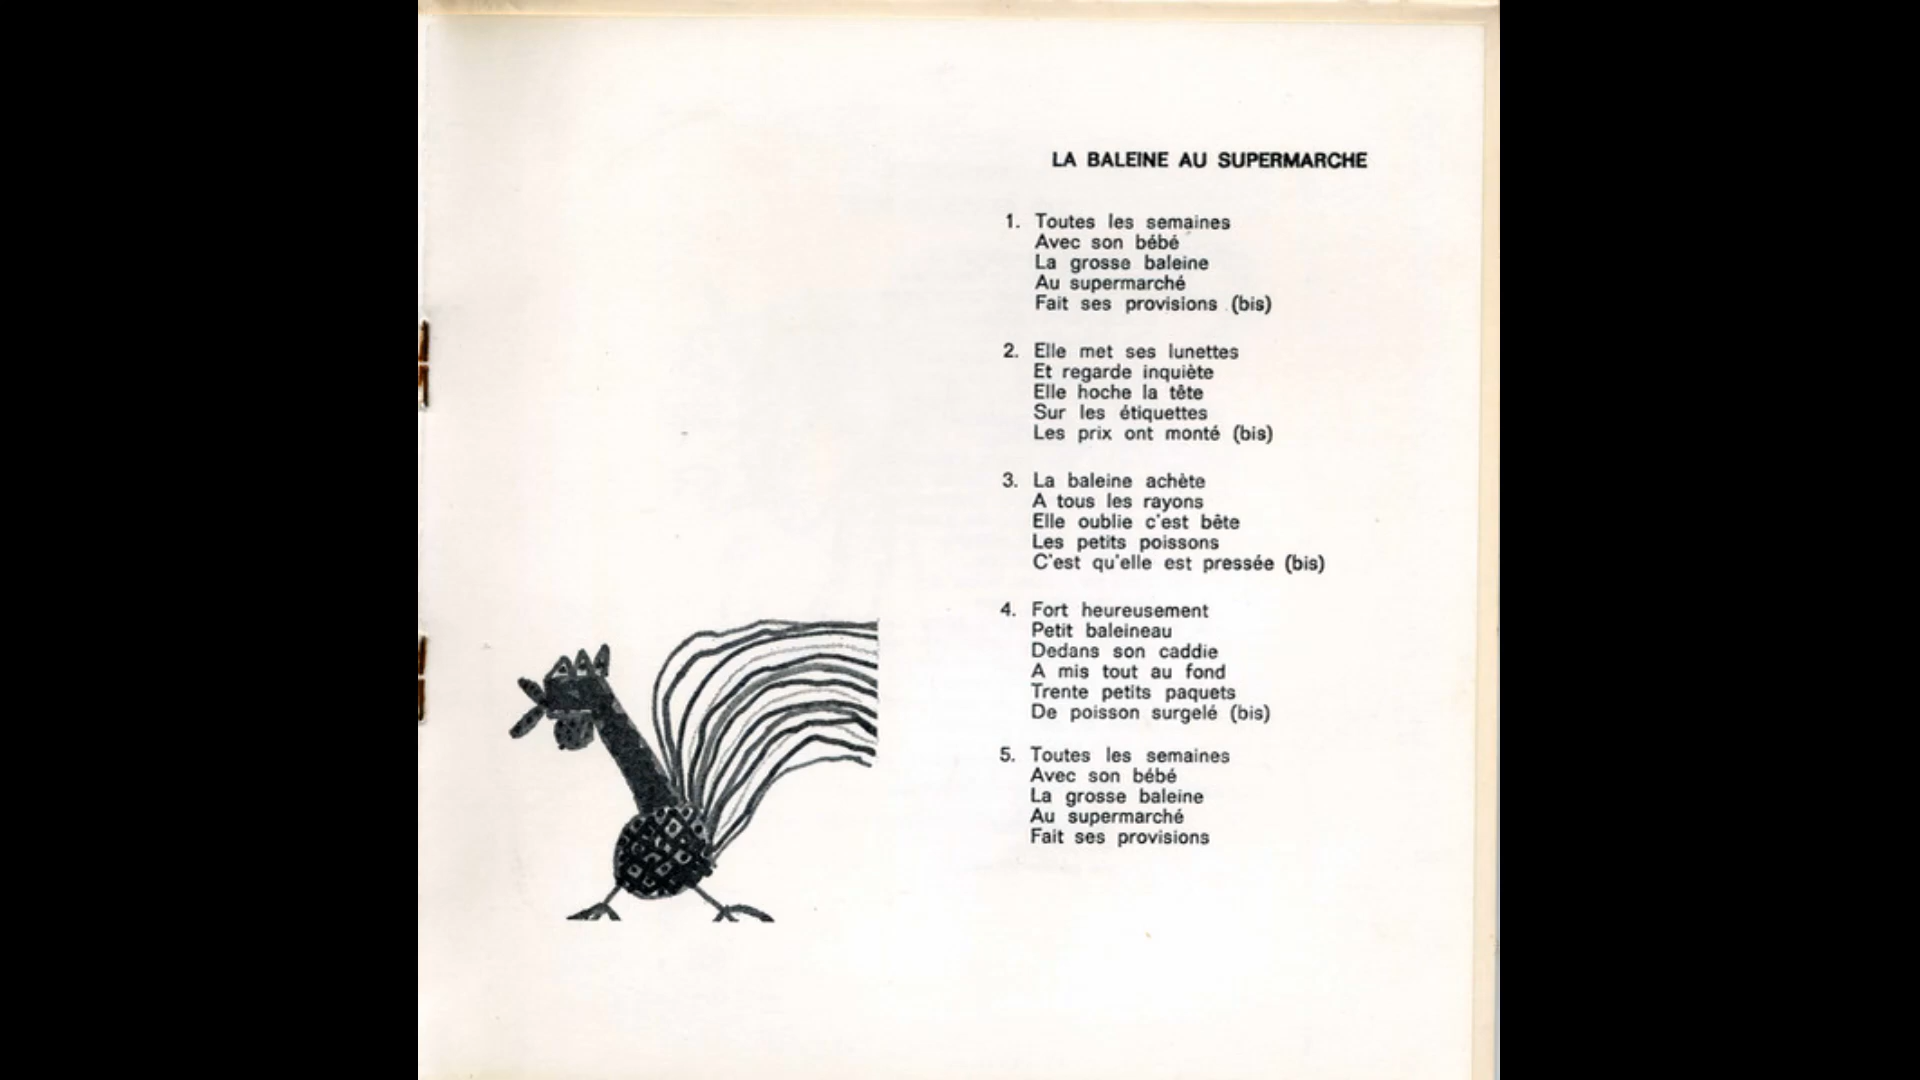 LA BALEINE AU SUPERMARCHE
1. Toutes les semaines
Avec son bébé
La grosse baleine
Au supermarché
Fait ses provisions (bis)
2. Elle met ses lunettes
Et regarde inquiète
Elle hoche la tête
Sur les étiquettes
Les prix ont monté (bis)
3. La baleine achète
A tous les rayons
Elle oublie c'est bête
Les petits poissons
C'est qu'elle est pressée (bis)
4. Fort heureusement
Petit baleineau
Dedans son caddie
A mis tout au fond
Trente petits paquets
De poisson surgelé (bis)
5. Toutes les semaines
Avec son bébé
La grosse baleine
Au supermarché
Fait ses provisions